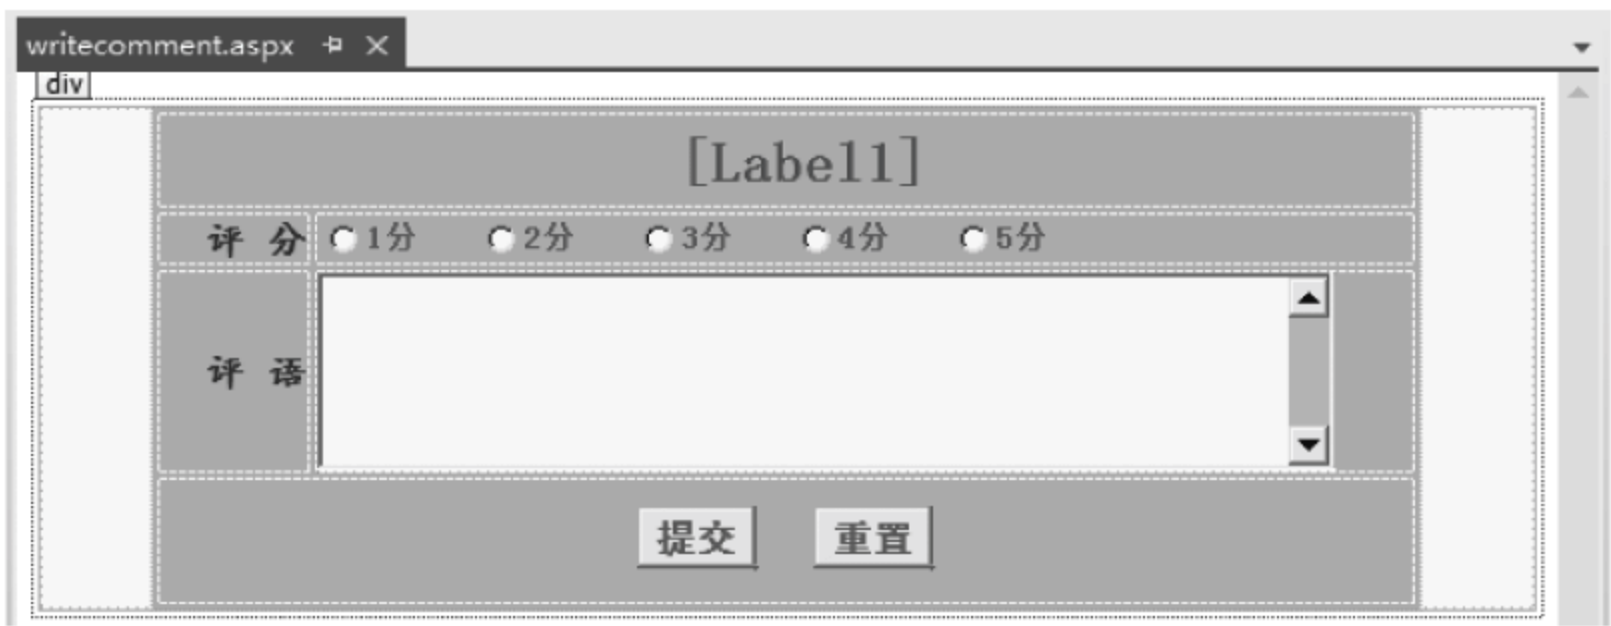 writecomment.aspx
div
[Label1]
评 分 1分 2分 3分 4分 5分
评 语
提交 重置